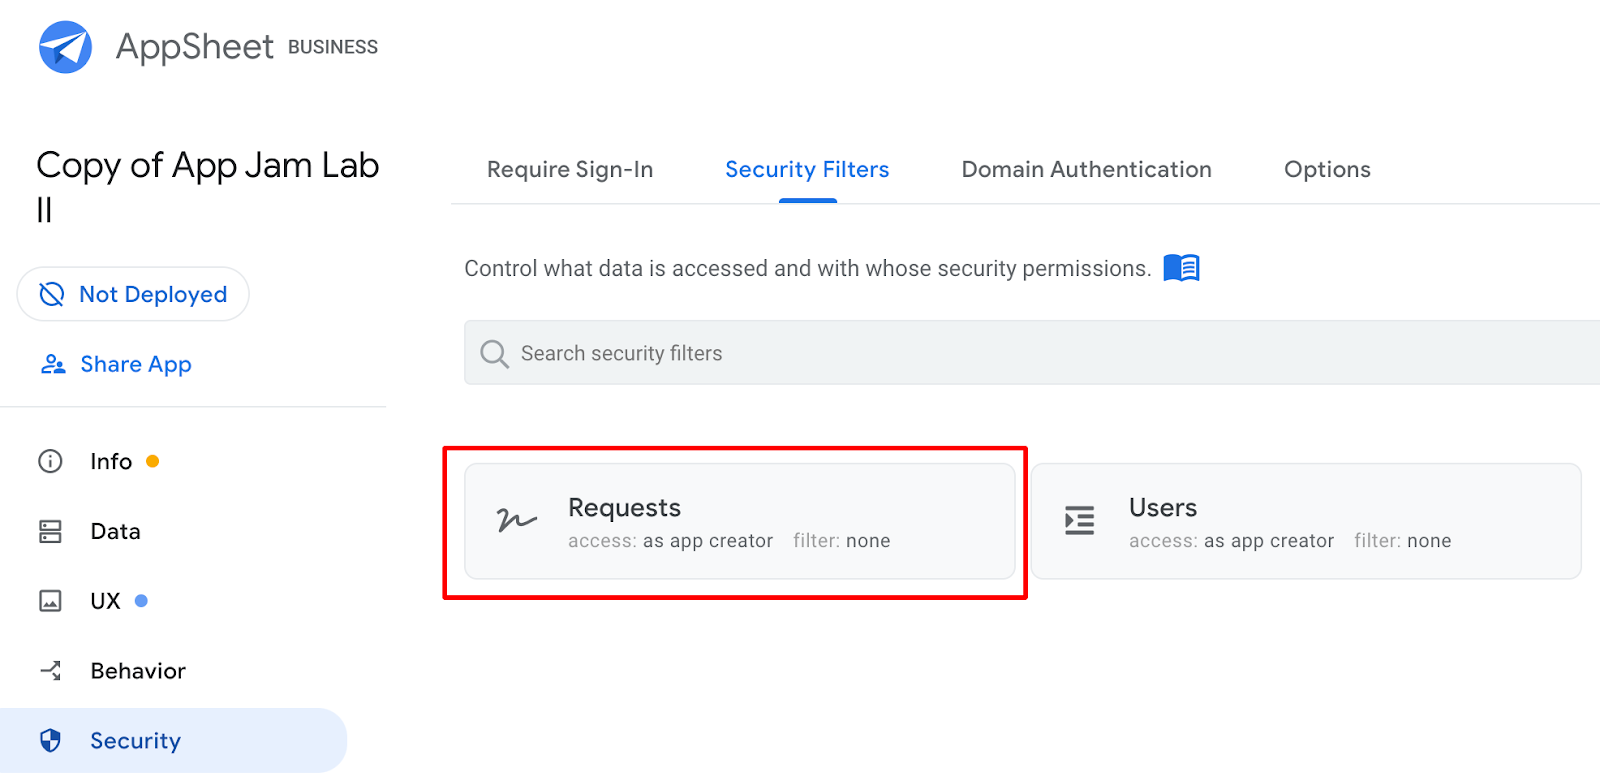 AppSheet BUSINESS
Copy of App Jam Lab
II
Not Deployed
Share App
Info
Data
UX
Behavior
Security
Require Sign-In Security Filters Domain Authentication Options
Control what data is accessed and with whose security permissions.
Search security filters
Requests
access: as app creator filter: none
Users
access: as app creator filter: none